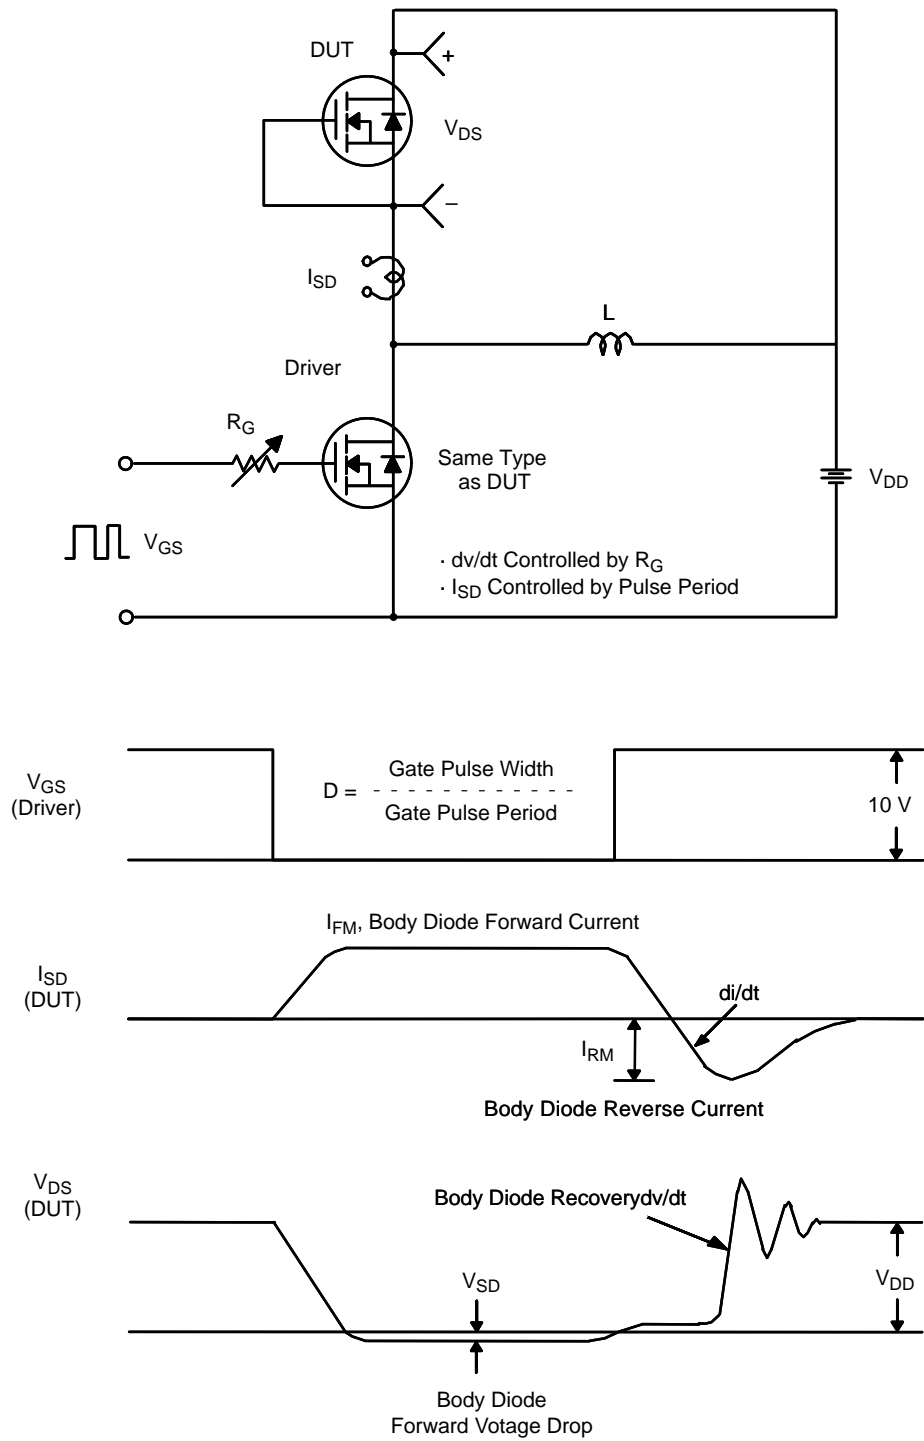 DUT
+
VDS
−
ISD
L
Driver
RG
Same Type
as DUT
VDD
VGS
· dv/dt Controlled by RG
· ISD Controlled by Pulse Period
VGS
(Driver)
D = Gate Pulse Width
Gate Pulse Period
10 V
IFM, Body Diode Forward Current
ISD
(DUT)
di/dt
IRM
Body Diode Reverse Current
VDS
(DUT)
Body Diode Recoverydv/dt
VSD
VDD
Body Diode
Forward Votage Drop